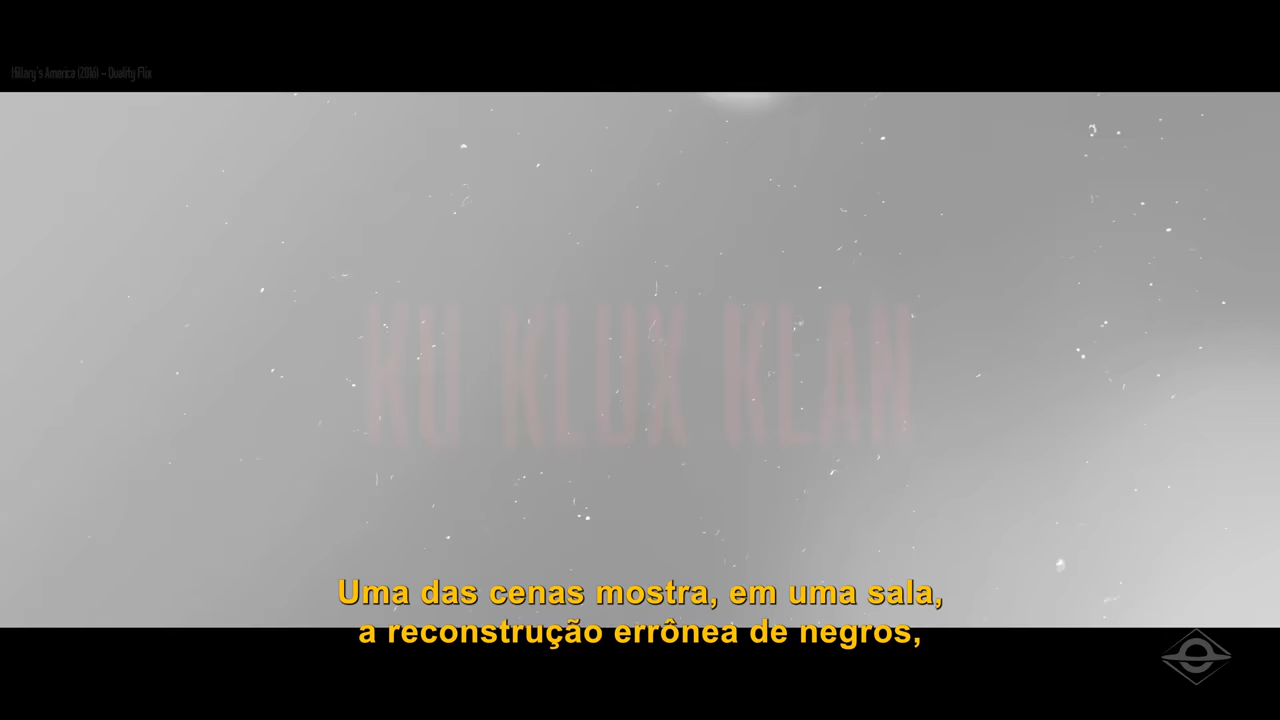 Hillary's America (2016) - Quality Flix
KU KLUX KLAN
Uma das cenas mostra, em uma sala,
a reconstrução errônea de negros,